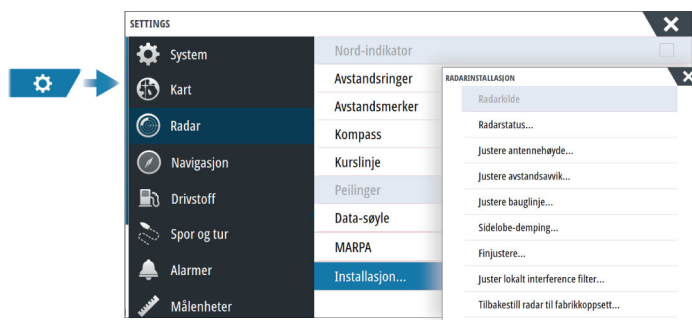 SETTINGS
System
Kart
Radar
Navigasjon
Drivstoff
Spor og tur
Alarmer
Målenheter
Nord-indikator
Avstandsringer
Avstandsmerker
Kompass
Kurslinje
Peilinger
Data-søyle
MARPA
Installasjon...
RADARINSTALLASJON
Radarkilde
Radarstatus...
Justere antennehøyde...
Justere avstandsavvik...
Justere bauglinje...
Sidelobe-demping...
Finjustere...
Juster lokalt interference filter...
Tilbakestill radar til fabrikkoppsett...